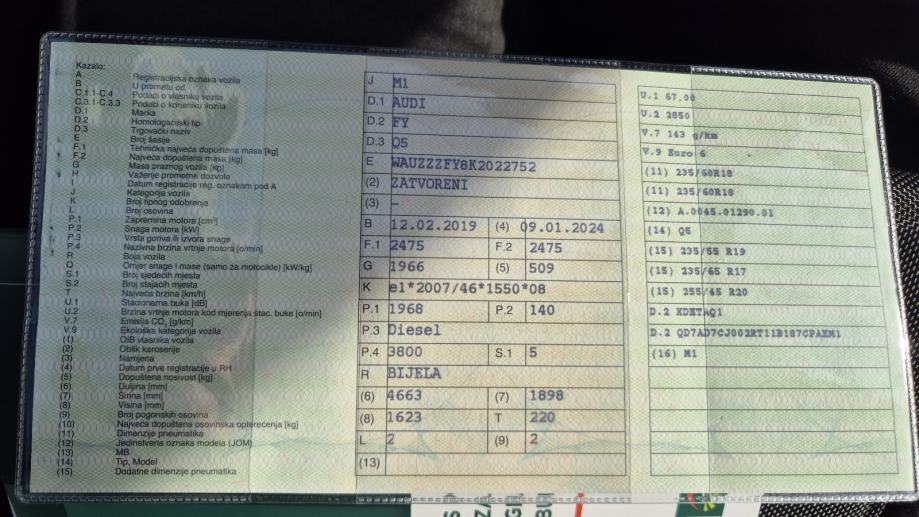 Kazalo:
A Registracijska oznaka vozila
B U prometu od
C.1.1-C.4 Podaci o vlasniku vozila
C.3.1-C.3.3 Podaci o korisniku vozila
D.1 Marka
D.2 Homologacijski tip
D.3 Trgovački naziv
E Broj šasije
F.1 Tehnička najveća dopuštena masa [kg]
F.2 Najveća dopuštena masa [kg]
G Masa praznog vozila [kg]
H Važenje prometne dozvole
I Datum registracije reg. oznakom pod A
J Kategorija vozila
K Broj tipnog odobrenja
L Broj osovina
P.1 Zapremina motora [cm³]
P.2 Snaga motora [kW]
P.3 Vrsta goriva ili izvora snage
P.4 Nazivna brzina vrtnje motora [o/min]
R Boja vozila
Q Omjer snage i mase (samo za motocikle) [kW/kg]
S.1 Broj sjedećih mjesta
S.2 Broj stajaćih mjesta
T Najveća brzina [km/h]
U.1 Stacionarna buka [dB]
U.2 Brzina vrtnje motora kod mjerenja stac. buke [o/min]
V.7 Emisija CO₂ [g/km]
V.9 Ekološka kategorija vozila
(1) OIB vlasnika vozila
(2) Oblik karoserije
(3) Namjena
(4) Datum prve registracije u RH
(5) Dopuštena nosivost [kg]
(6) Duljina [mm]
(7) Širina [mm]
(8) Visina [mm]
(9) Broj pogonskih osovina
(10) Najveća dopuštena osovinska opterećenja [kg]
(11) Dimenzije pneumatika
(12) Jedinstvena oznaka modela (JOM)
(13) MB
(14) Tip, Model
(15) Dodatne dimenzije pneumatika
J M1
D.1 AUDI
D.2 FY
D.3 Q5
E WAUZZZFY8K2022752
(2) ZATVORENI
(3) –
B 12.02.2019 (4) 09.01.2024
F.1 2475 F.2 2475
G 1966 (5) 509
K e1*2007/46*1550*08
P.1 1968 P.2 140
P.3 Diesel
P.4 3800 S.1 5
R BIJELA
(6) 4663 (7) 1898
(8) 1623 T 220
L 2 (9) 2
(13)
U.1 67,00
U.2 2850
V.7 143 g/km
V.9 Euro 6
(11) 235/60R18
(11) 235/60R18
(12) A.0045.01290.01
(14) Q5
(15) 235/55 R19
(15) 235/65 R17
(15) 255/45 R20
D.2 XDETAQ1
D.2 QD7AD7CJ002RT11B187CPAEM1
(16) M1